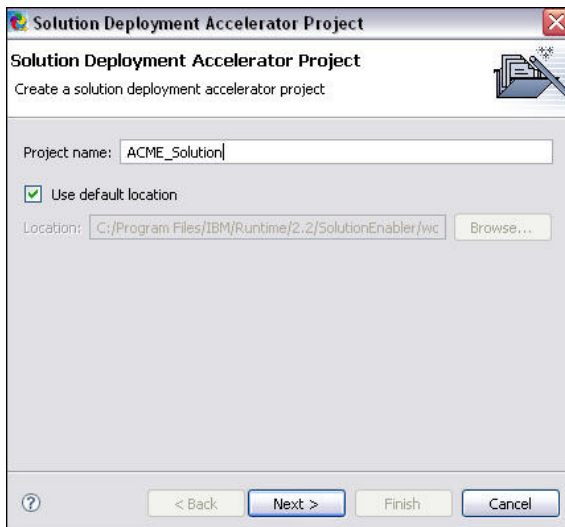 Solution Deployment Accelerator Project
Solution Deployment Accelerator Project
Create a solution deployment accelerator project
Project name: ACME_Solution
Use default location
Location: C:/Program Files/IBM/Runtime/2.2/SolutionEnabler/wc Browse...
? < Back Next > Finish Cancel